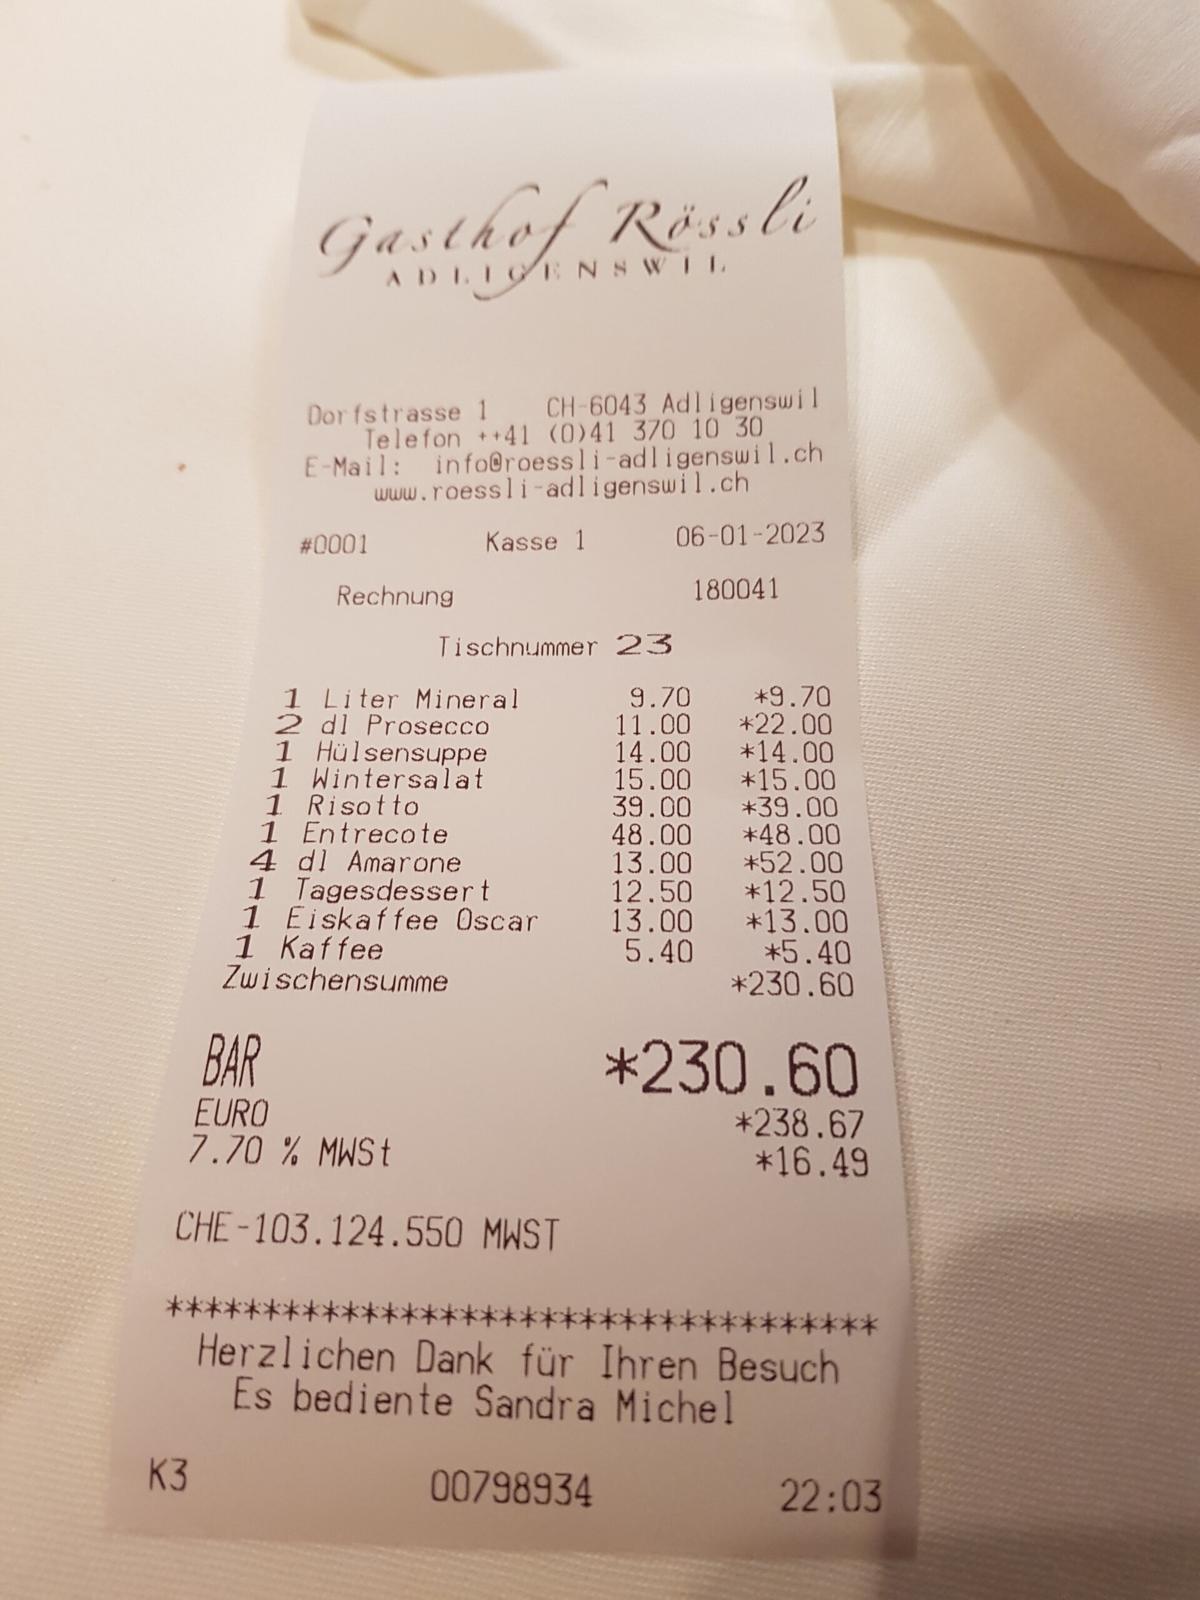 Gasthof Rössli
ADLIGENSWIL
Dorfstrasse 1 CH-6043 Adligenswil
Telefon ++41 (0)41 370 10 30
E-Mail: info@roessli-adligenswil.ch
www.roessli-adligenswil.ch
#0001 Kasse 1 06-01-2023
Rechnung 180041
Tischnummer 23
1 Liter Mineral 9.70 *9.70
2 dl Prosecco 11.00 *22.00
1 Hülsensuppe 14.00 *14.00
1 Wintersalat 15.00 *15.00
1 Risotto 39.00 *39.00
1 Entrecote 48.00 *48.00
4 dl Amarone 13.00 *52.00
1 Tagesdessert 12.50 *12.50
1 Eiskaffee Oscar 13.00 *13.00
1 Kaffee 5.40 *5.40
Zwischensumme *230.60
BAR *230.60
EURO *238.67
7.70 % MWSt *16.49
CHE-103.124.550 MWST
************************************
Herzlichen Dank für Ihren Besuch
Es bediente Sandra Michel
K3 00798934 22:03